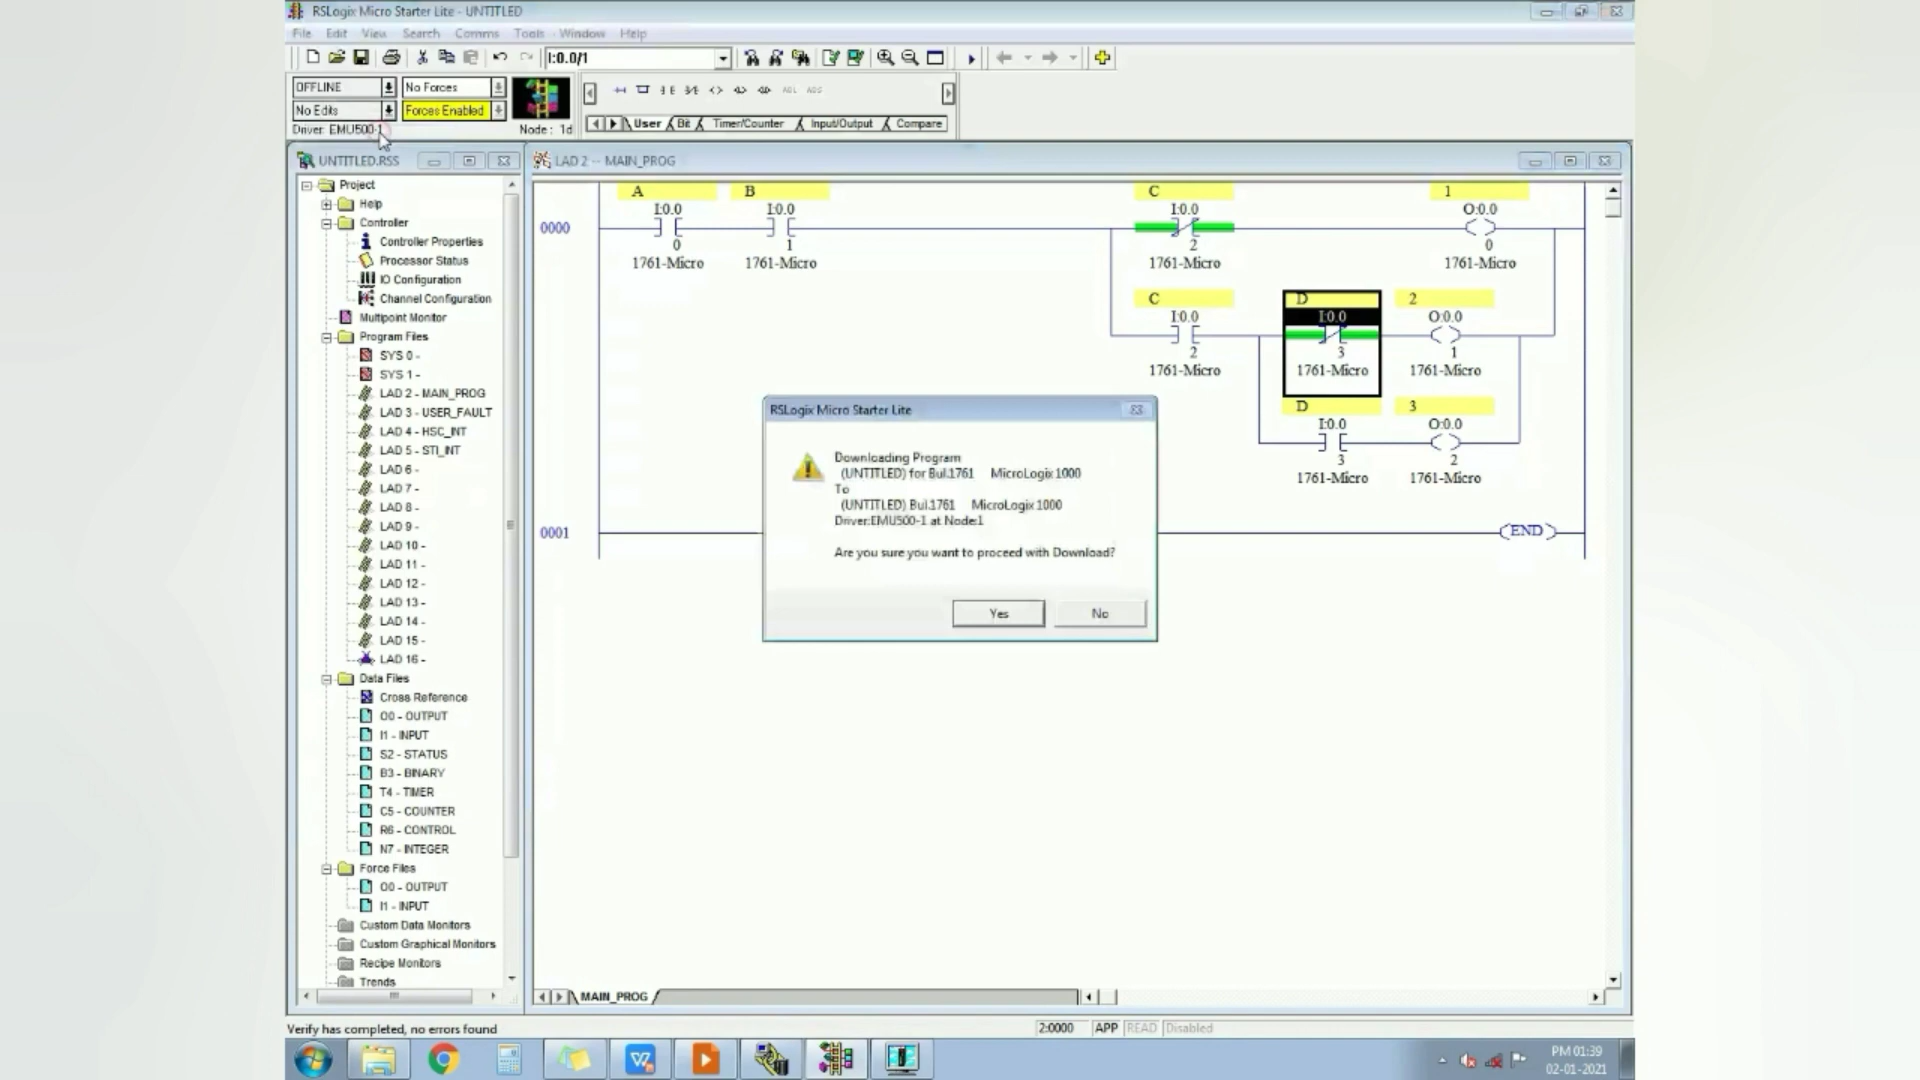 RSLogix Micro Starter Lite - UNTITLED
File Edit View Search Comms Tools Window Help
I:0.0/1
OFFLINE No Forces
No Edits Forces Enabled
Driver: EMU500-1 Node: 1d
ABL ABS
User Bit Timer/Counter Input/Output Compare
UNTITLED.RSS
Project
Help
Controller
Controller Properties
Processor Status
IO Configuration
Channel Configuration
Multipoint Monitor
Program Files
SYS 0 -
SYS 1 -
LAD 2 - MAIN_PROG
LAD 3 - USER_FAULT
LAD 4 - HSC_INT
LAD 5 - STI_INT
LAD 6 -
LAD 7 -
LAD 8 -
LAD 9 -
LAD 10 -
LAD 11 -
LAD 12 -
LAD 13 -
LAD 14 -
LAD 15 -
LAD 16 -
Data Files
Cross Reference
O0 - OUTPUT
I1 - INPUT
S2 - STATUS
B3 - BINARY
T4 - TIMER
C5 - COUNTER
R6 - CONTROL
N7 - INTEGER
Force Files
O0 - OUTPUT
I1 - INPUT
Custom Data Monitors
Custom Graphical Monitors
Recipe Monitors
Trends
LAD 2 -- MAIN_PROG
A B C 1
I:0.0 I:0.0 I:0.0 O:0.0
0000
0 1 2 0
1761-Micro 1761-Micro 1761-Micro 1761-Micro
C D 2
I:0.0 I:0.0 O:0.0
2 3 1
1761-Micro 1761-Micro 1761-Micro
D 3
I:0.0 O:0.0
3 2
1761-Micro 1761-Micro
0001 END
RSLogix Micro Starter Lite
Downloading Program
(UNTITLED) for Bul.1761 MicroLogix 1000
To
(UNTITLED) Bul.1761 MicroLogix 1000
Driver:EMU500-1 at Node:1
Are you sure you want to proceed with Download?
Yes No
MAIN_PROG
Verify has completed, no errors found
2:0000 APP READ Disabled
PM 01:39
02-01-2021